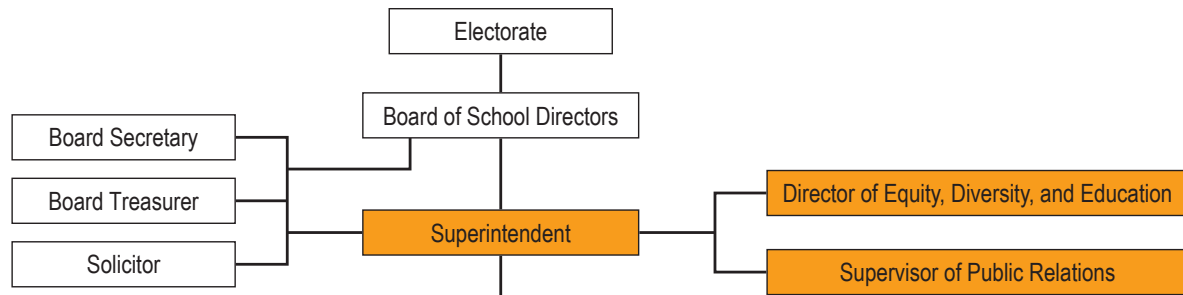 Electorate
Board of School Directors
Board Secretary
Board Treasurer
Solicitor
Superintendent
Director of Equity, Diversity, and Education
Supervisor of Public Relations